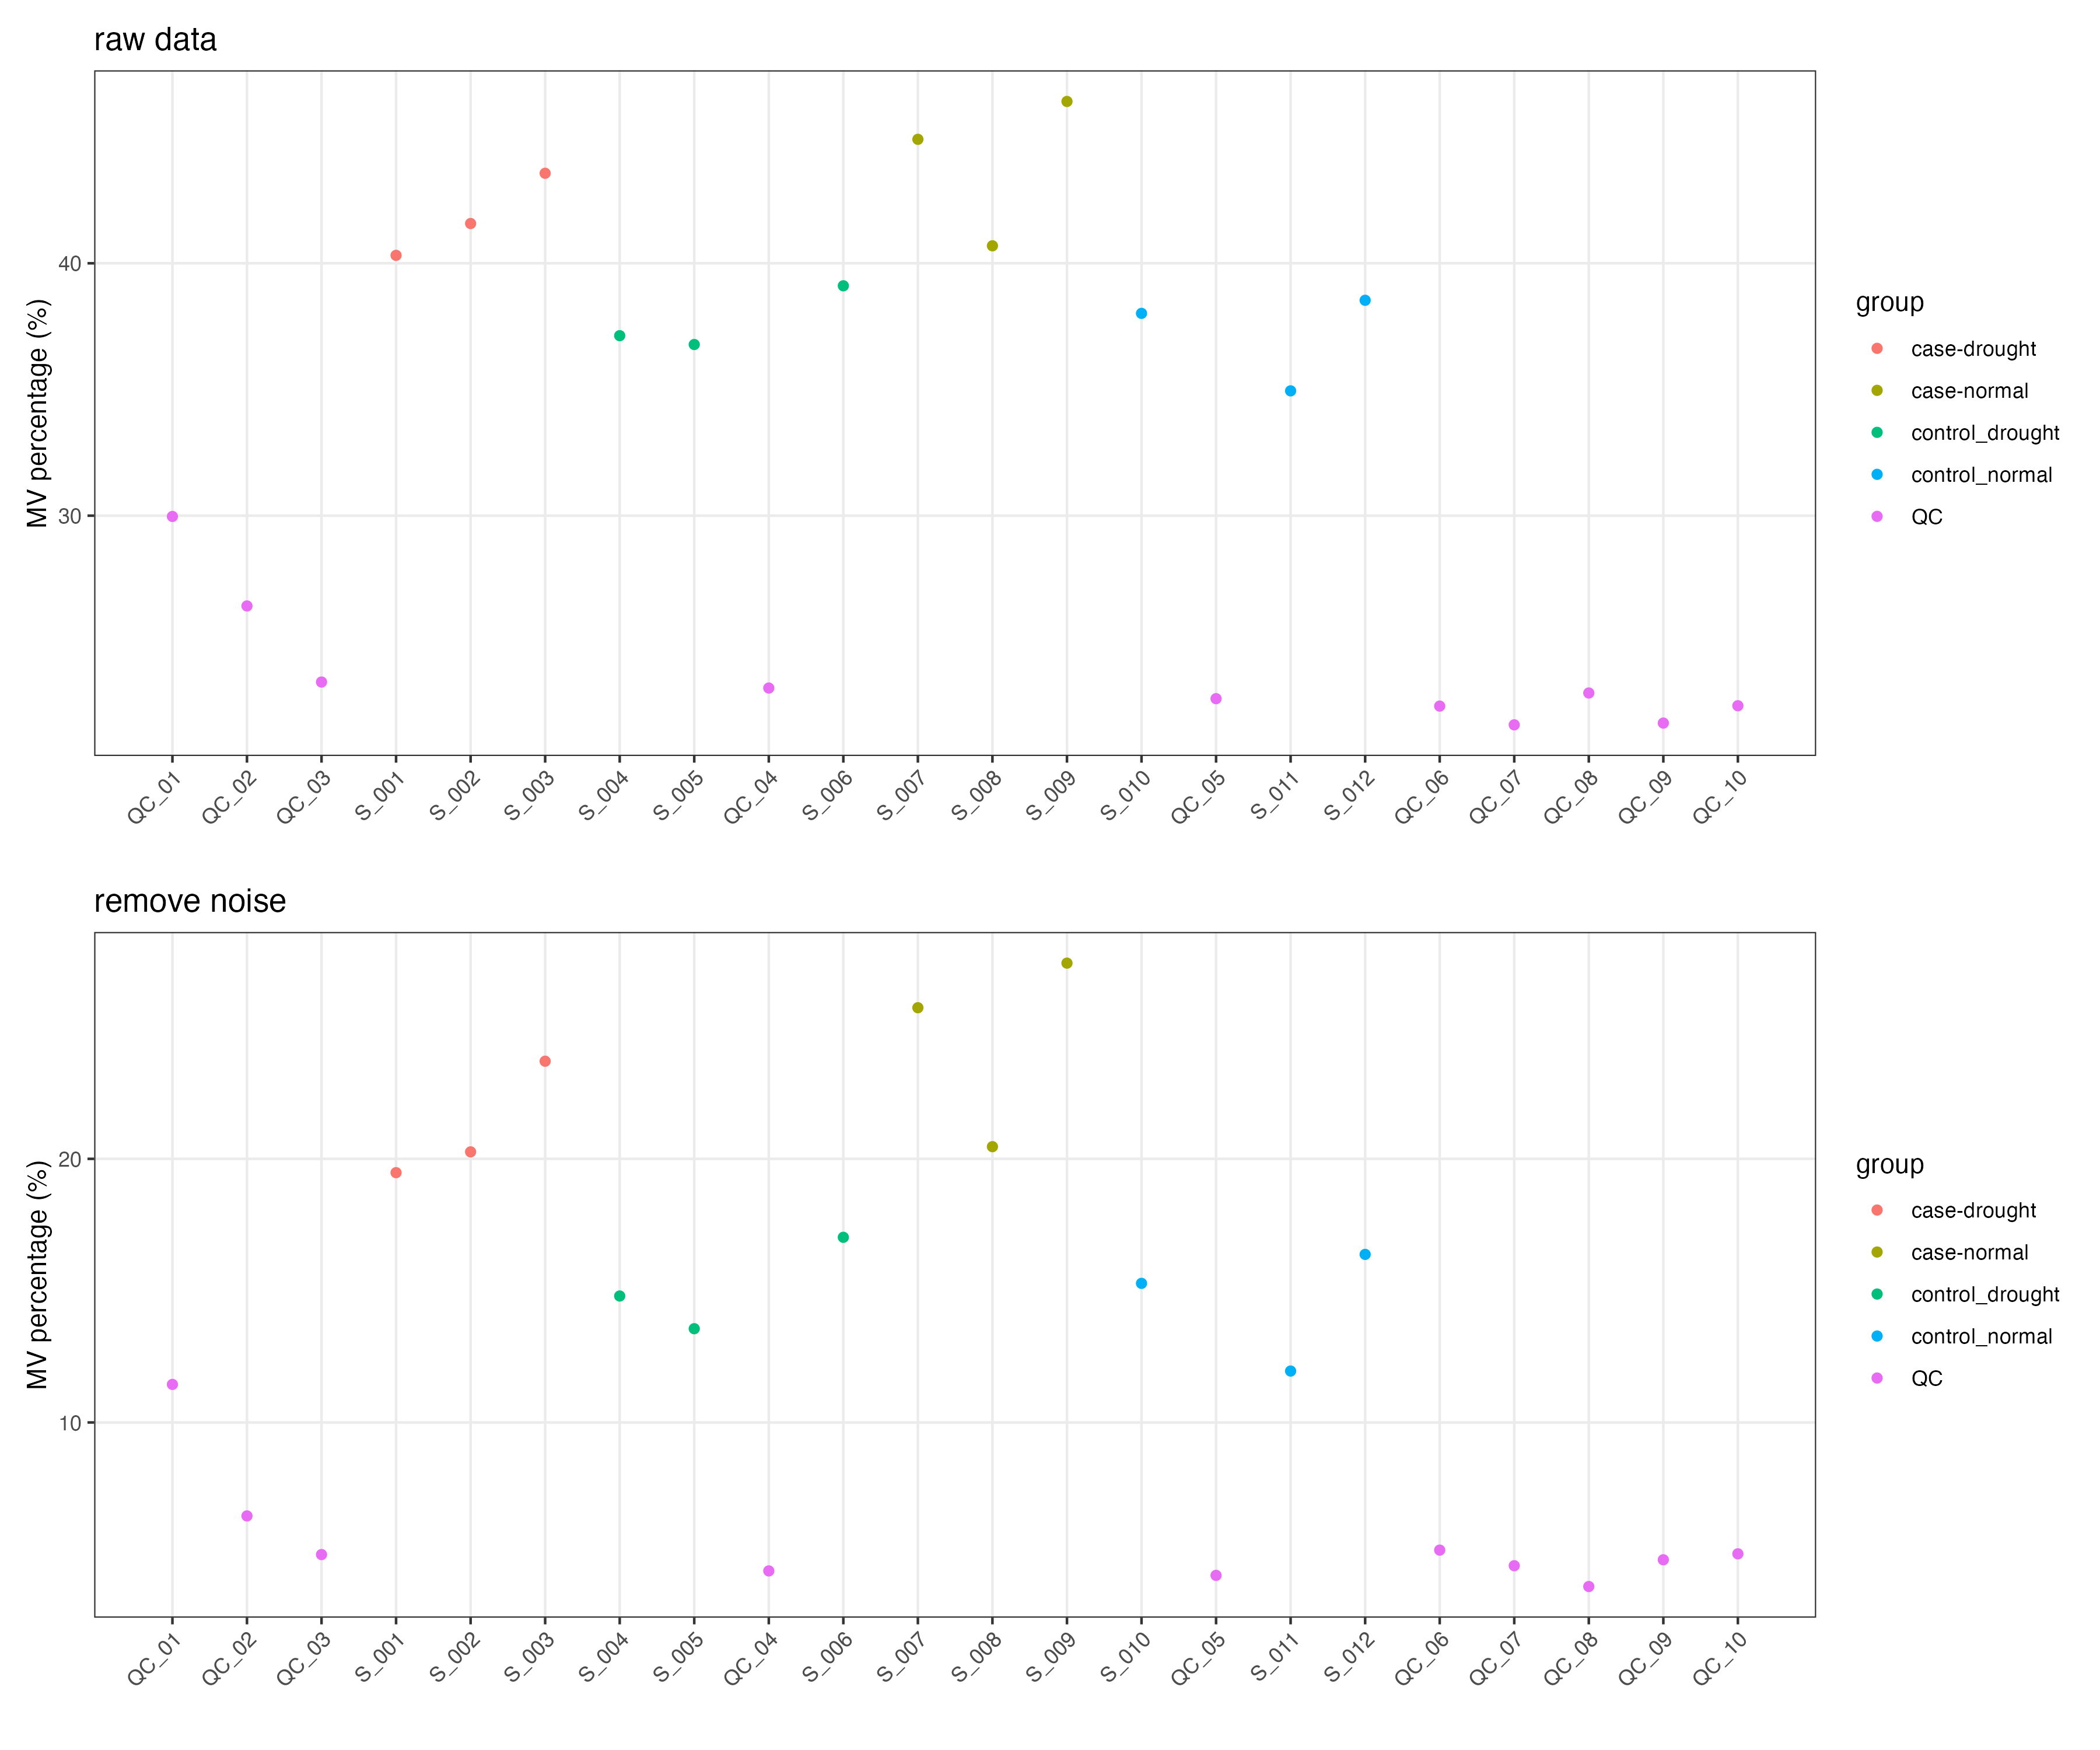 raw data
MV percentage (%)
40
30
QC_01 QC_02 QC_03 S_001 S_002 S_003 S_004 S_005 QC_04 S_006 S_007 S_008 S_009 S_010 QC_05 S_011 S_012 QC_06 QC_07 QC_08 QC_09 QC_10
group
case-drought
case-normal
control_drought
control_normal
QC
remove noise
MV percentage (%)
20
10
QC_01 QC_02 QC_03 S_001 S_002 S_003 S_004 S_005 QC_04 S_006 S_007 S_008 S_009 S_010 QC_05 S_011 S_012 QC_06 QC_07 QC_08 QC_09 QC_10
group
case-drought
case-normal
control_drought
control_normal
QC